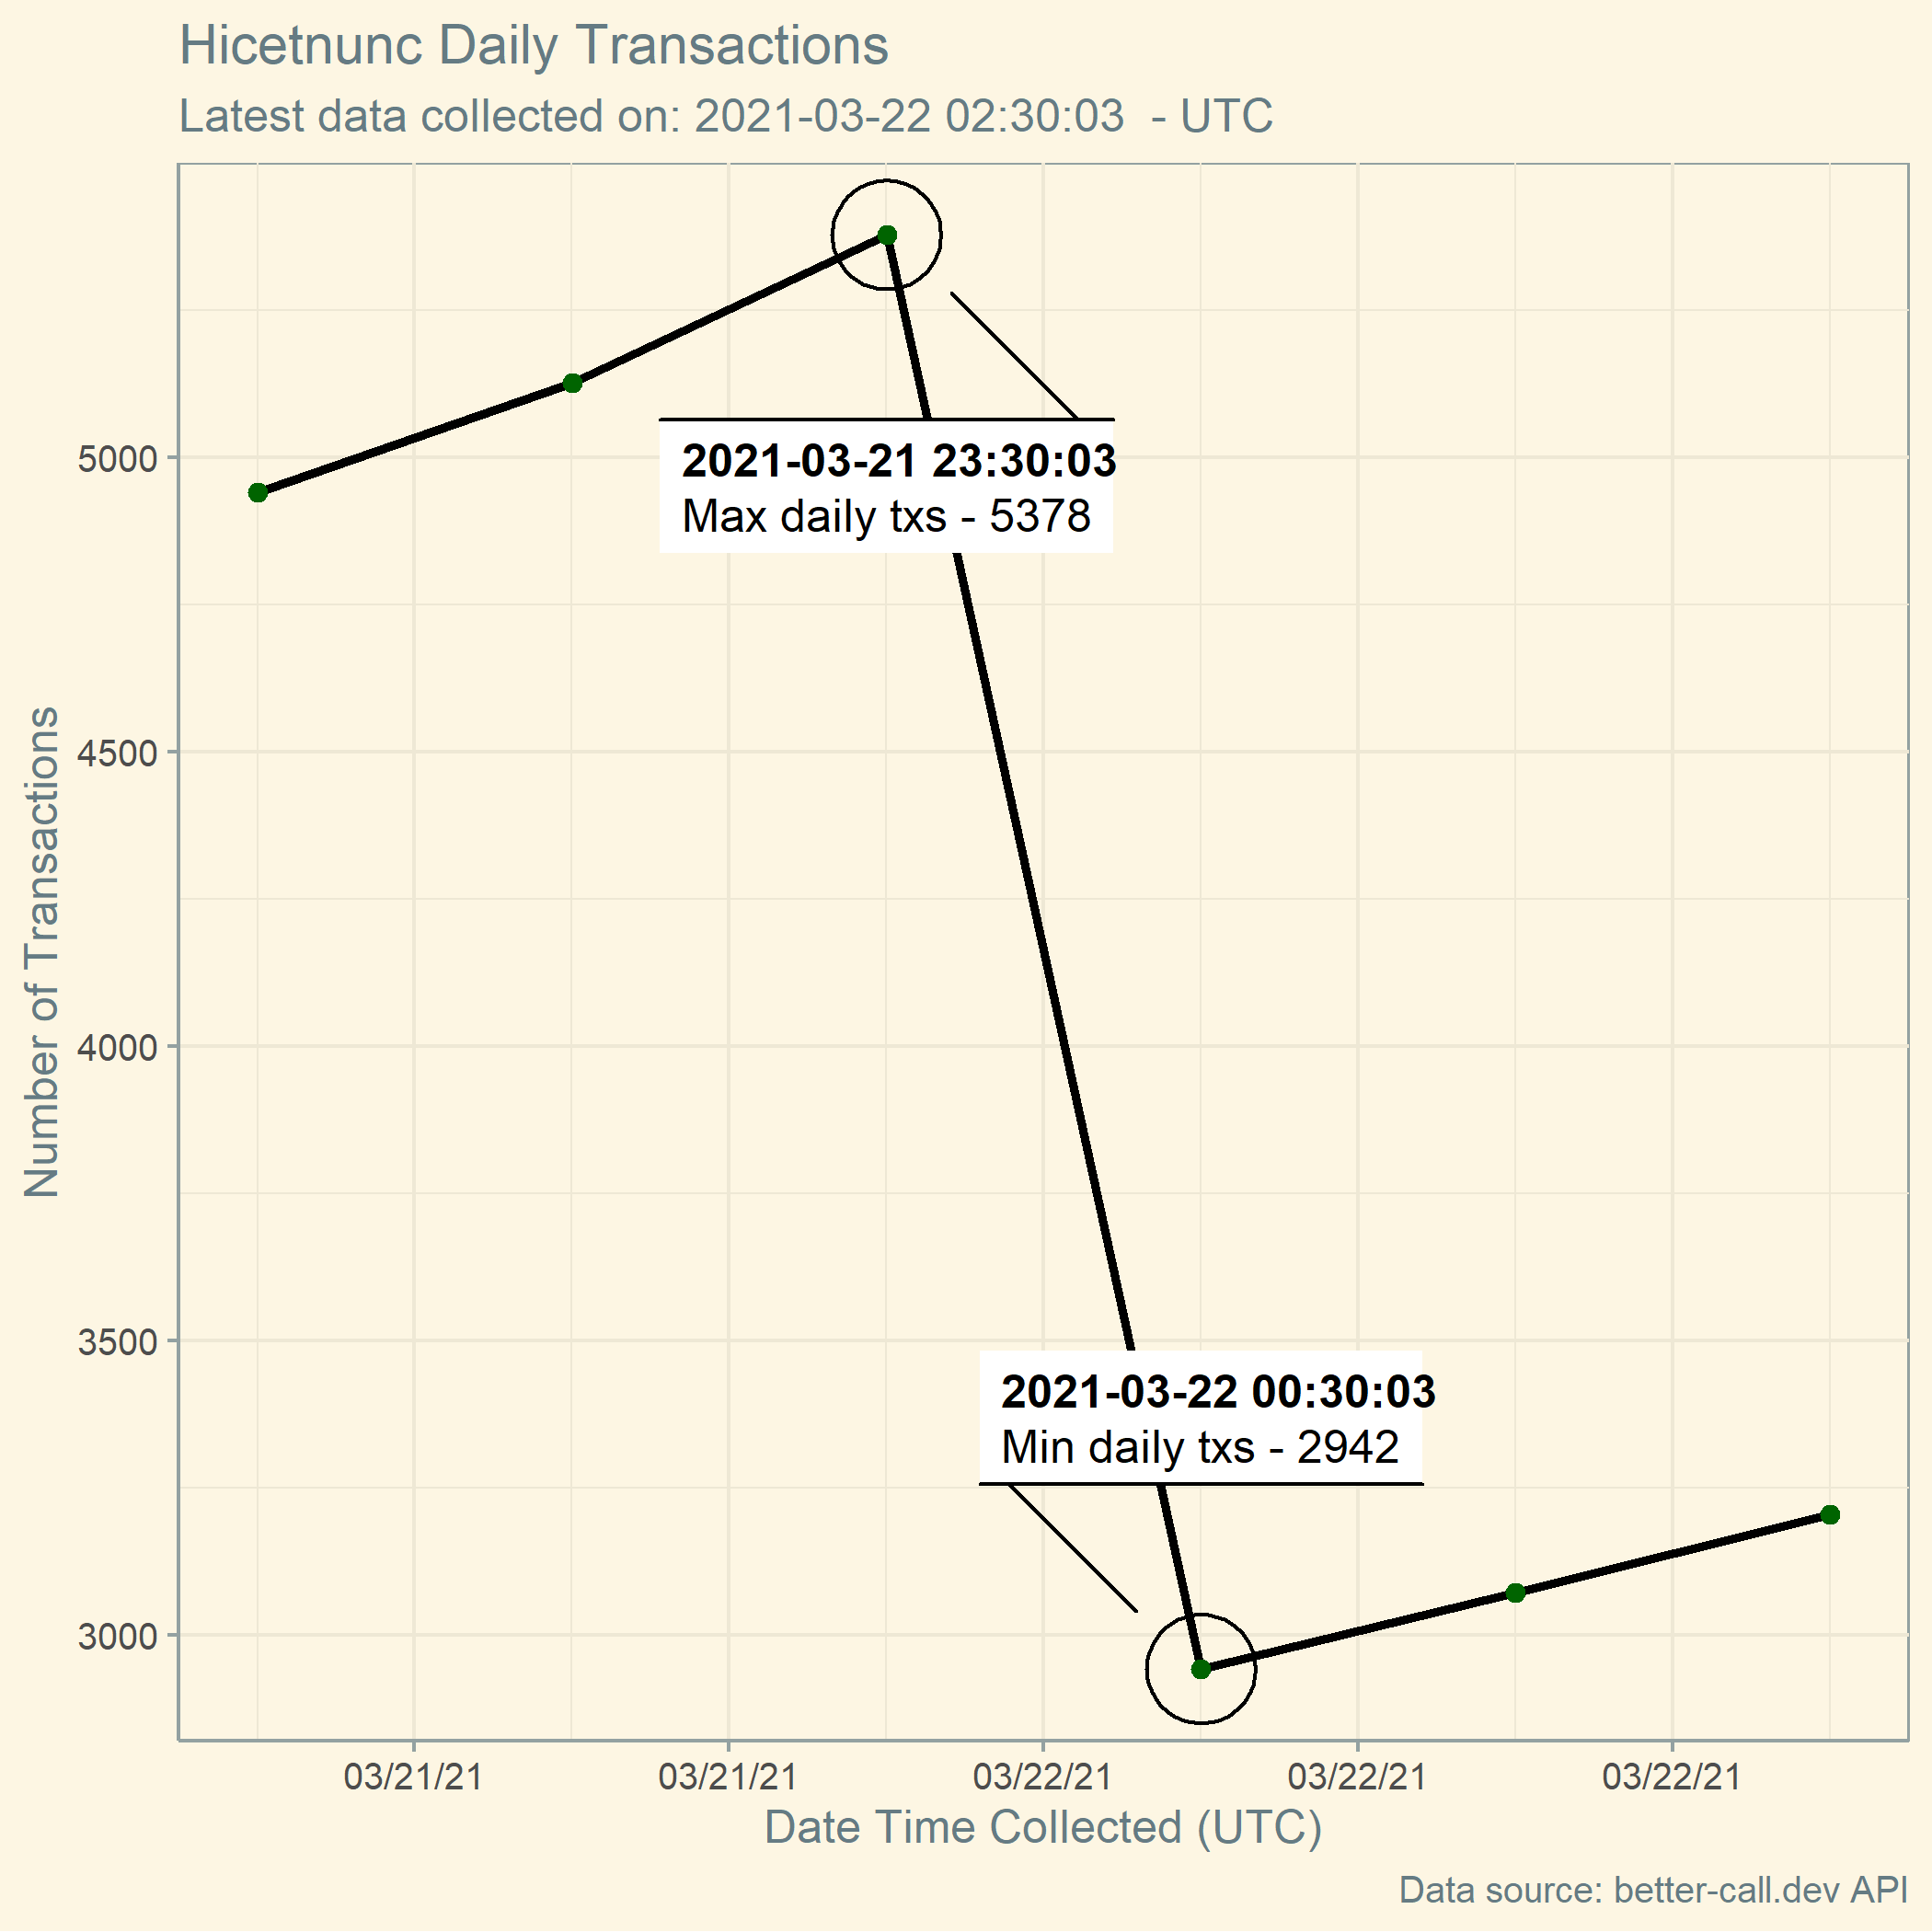 Hicetnunc Daily Transactions
Latest data collected on: 2021-03-22 02:30:03  - UTC
Number of Transactions
5000
4500
4000
3500
3000
2021-03-21 23:30:03
Max daily txs - 5378
2021-03-22 00:30:03
Min daily txs - 2942
03/21/21
03/21/21
03/22/21
03/22/21
03/22/21
Date Time Collected (UTC)
Data source: better-call.dev API